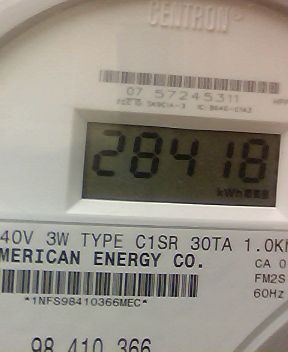 CENTRON®
07 57245311
28418
kWh
40V 3W TYPE C1SR 30TA 1.0K
MERICAN ENERGY CO.
CA 0
FM2S
60Hz
*1NFS98410366MEC*
98 410 366